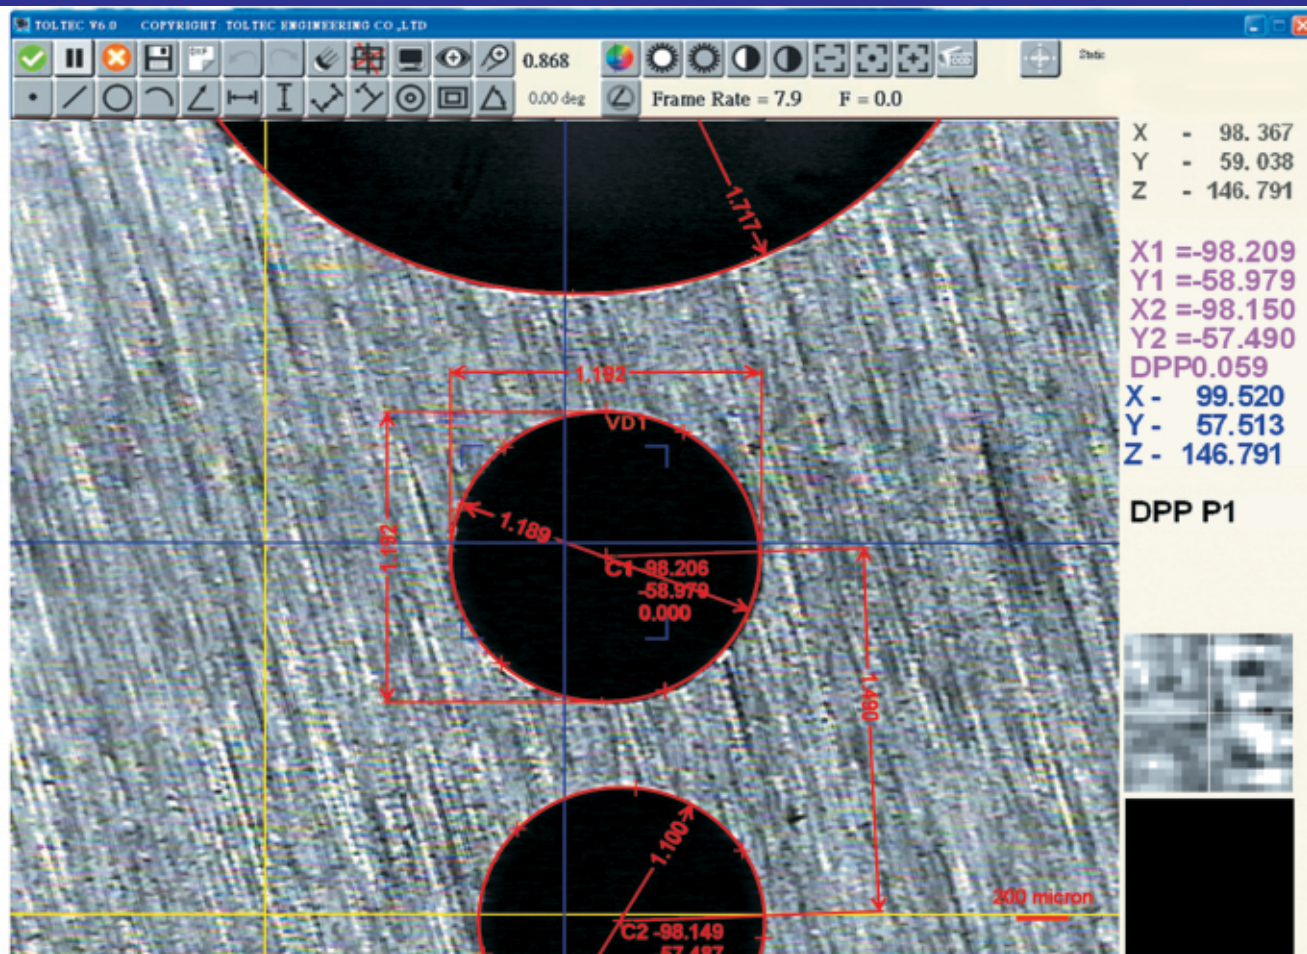 TOLTEC V6.0 COPYRIGHT: TOLTEC ENGINEERING CO.,LTD
0.868
Static
0.00 deg Frame Rate = 7.9 F = 0.0
X - 98.367
Y - 59.038
Z - 146.791
X1 =-98.209
Y1 =-58.979
X2 =-98.150
Y2 =-57.490
DPP0.059
X - 99.520
Y - 57.513
Z - 146.791
DPP P1
1.717
1.192
VD1
1.192
1.189
C1 -98.206
-58.979
0.000
1.490
1.100
200 micron
C2 -98.149
-57.487